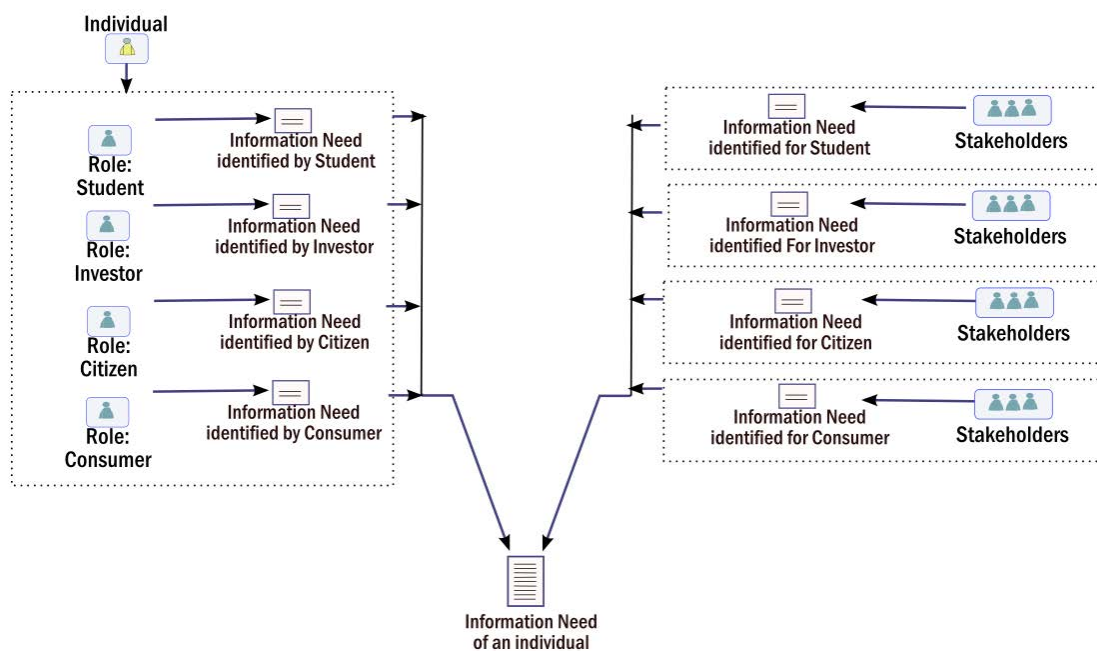 Individual
Role:
Student
Information Need
identified by Student
Role:
Investor
Information Need
identified by Investor
Role:
Citizen
Information Need
identified by Citizen
Role:
Consumer
Information Need
identified by Consumer
Information Need
identified for Student
Stakeholders
Information Need
identified For Investor
Stakeholders
Information Need
identified for Citizen
Stakeholders
Information Need
identified for Consumer
Stakeholders
Information Need
of an individual